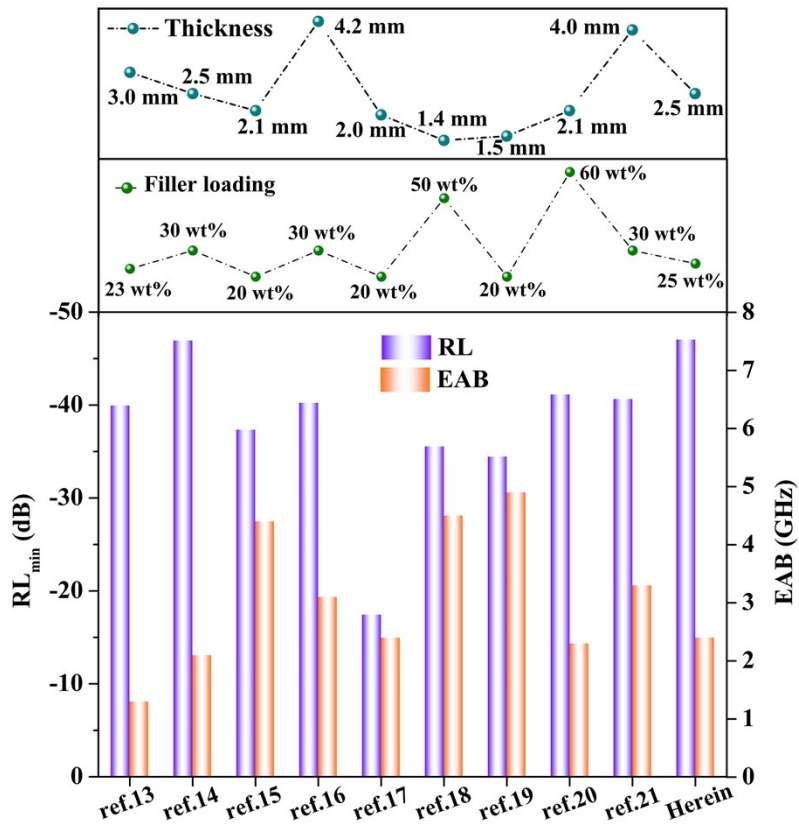 Thickness
3.0 mm
2.5 mm
2.1 mm
4.2 mm
2.0 mm
1.4 mm
1.5 mm
2.1 mm
4.0 mm
2.5 mm
Filler loading
23 wt%
30 wt%
20 wt%
30 wt%
20 wt%
50 wt%
20 wt%
60 wt%
30 wt%
25 wt%
RL
EAB
-50
-40
-30
-20
-10
0
RLmin (dB)
8
7
6
5
4
3
2
1
0
EAB (GHz)
ref.13
ref.14
ref.15
ref.16
ref.17
ref.18
ref.19
ref.20
ref.21
Herein